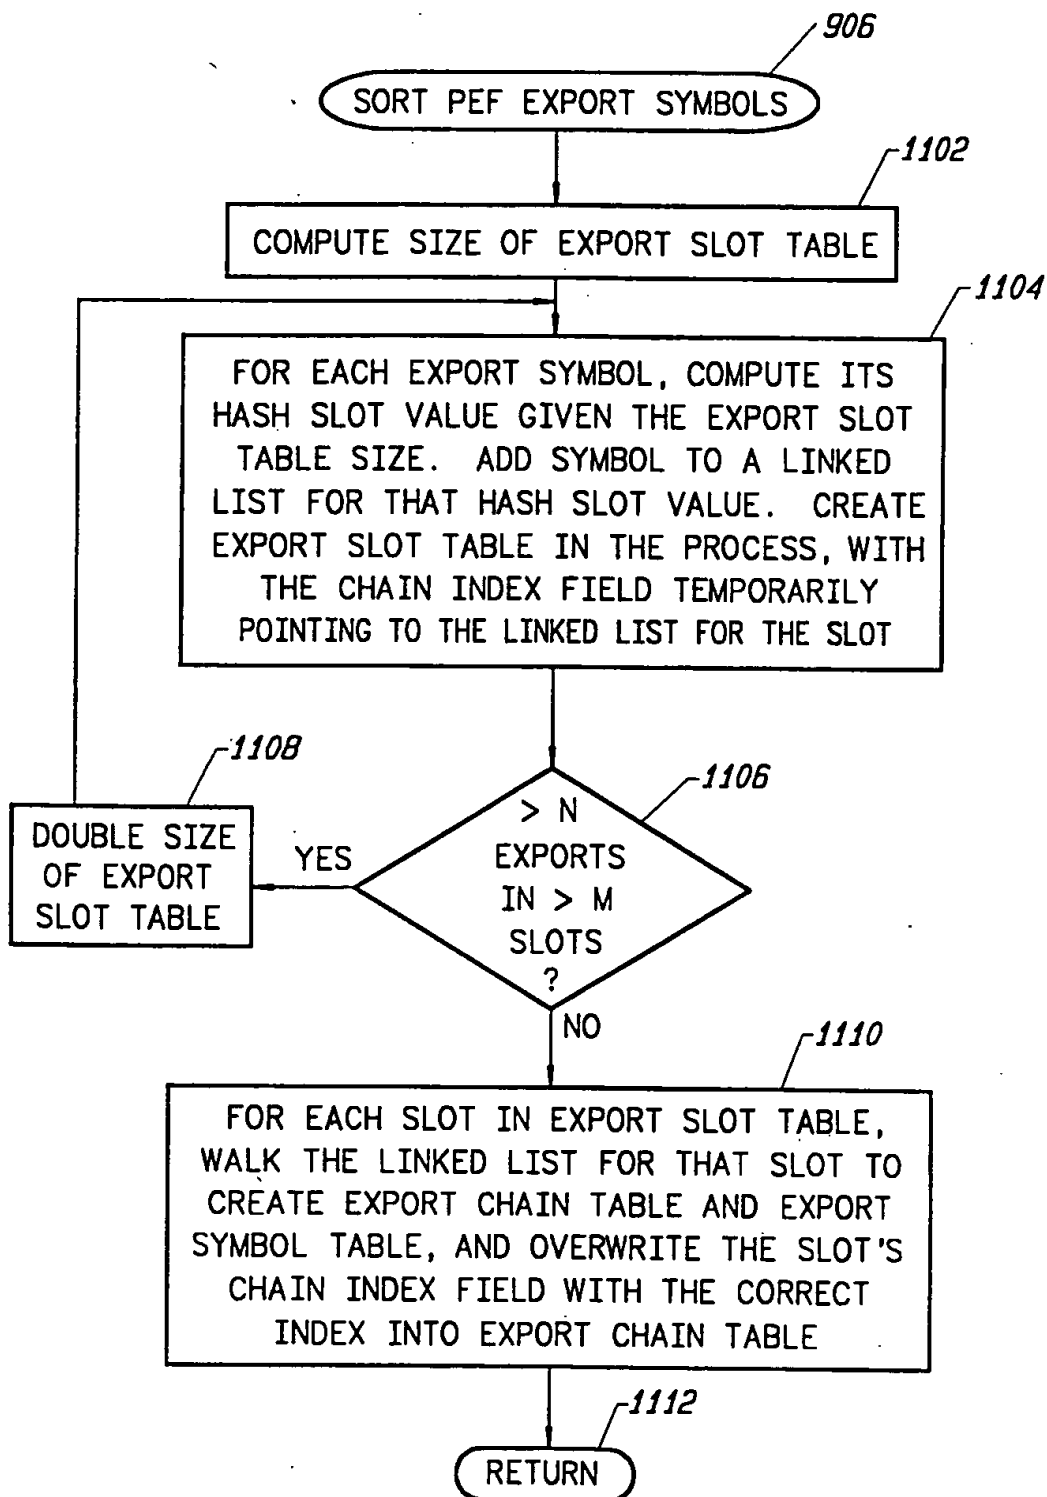 906
SORT PEF EXPORT SYMBOLS
1102
COMPUTE SIZE OF EXPORT SLOT TABLE
1104
FOR EACH EXPORT SYMBOL, COMPUTE ITS
HASH SLOT VALUE GIVEN THE EXPORT SLOT
TABLE SIZE. ADD SYMBOL TO A LINKED
LIST FOR THAT HASH SLOT VALUE. CREATE
EXPORT SLOT TABLE IN THE PROCESS, WITH
THE CHAIN INDEX FIELD TEMPORARILY
POINTING TO THE LINKED LIST FOR THE SLOT
1108
DOUBLE SIZE
OF EXPORT
SLOT TABLE
YES
1106
> N
EXPORTS
IN > M
SLOTS
?
NO
1110
FOR EACH SLOT IN EXPORT SLOT TABLE,
WALK THE LINKED LIST FOR THAT SLOT TO
CREATE EXPORT CHAIN TABLE AND EXPORT
SYMBOL TABLE, AND OVERWRITE THE SLOT'S
CHAIN INDEX FIELD WITH THE CORRECT
INDEX INTO EXPORT CHAIN TABLE
1112
RETURN